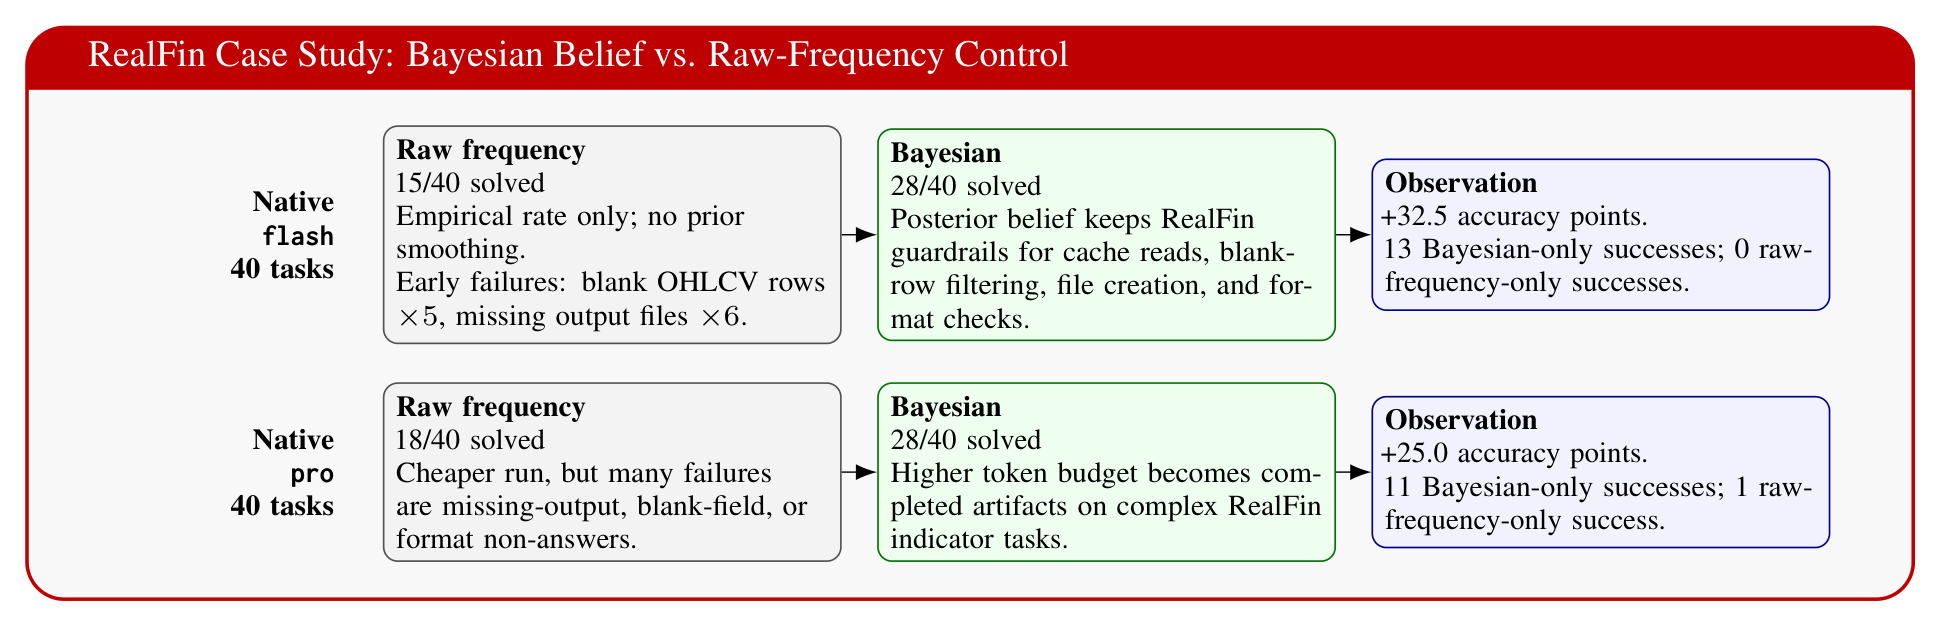 RealFin Case Study: Bayesian Belief vs. Raw-Frequency Control
Native
flash
40 tasks
Raw frequency
15/40 solved
Empirical rate only; no prior
smoothing.
Early failures: blank OHLCV rows
×5, missing output files ×6.
Bayesian
28/40 solved
Posterior belief keeps RealFin
guardrails for cache reads, blank-
row filtering, file creation, and for-
mat checks.
Observation
+32.5 accuracy points.
13 Bayesian-only successes; 0 raw-
frequency-only successes.
Native
pro
40 tasks
Raw frequency
18/40 solved
Cheaper run, but many failures
are missing-output, blank-field, or
format non-answers.
Bayesian
28/40 solved
Higher token budget becomes com-
pleted artifacts on complex RealFin
indicator tasks.
Observation
+25.0 accuracy points.
11 Bayesian-only successes; 1 raw-
frequency-only success.